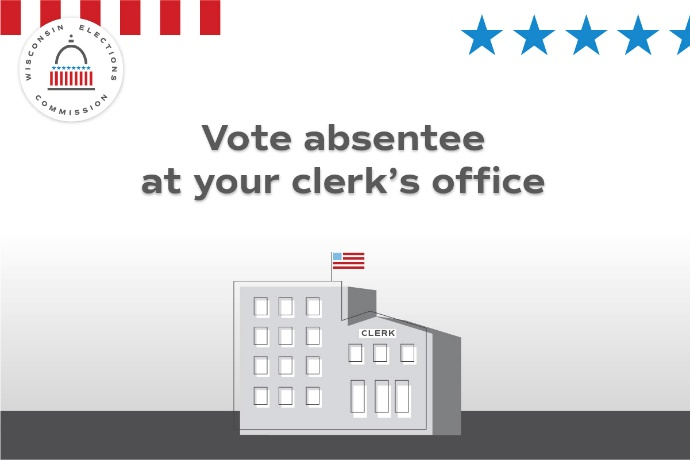 WISCONSIN ELECTIONS
COMMISSION
Vote absentee
at your clerk’s office
CLERK